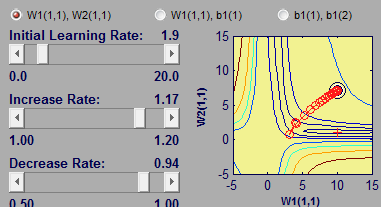 W1(1,1), W2(1,1) W1(1,1), b1(1) b1(1), b1(2)
Initial Learning Rate: 1.9
0.0 20.0
Increase Rate: 1.17
1.00 1.20
Decrease Rate: 0.94
0.50 1.00
15
10
5
0
-5
W2(1,1)
-5 0 5 10 15
W1(1,1)